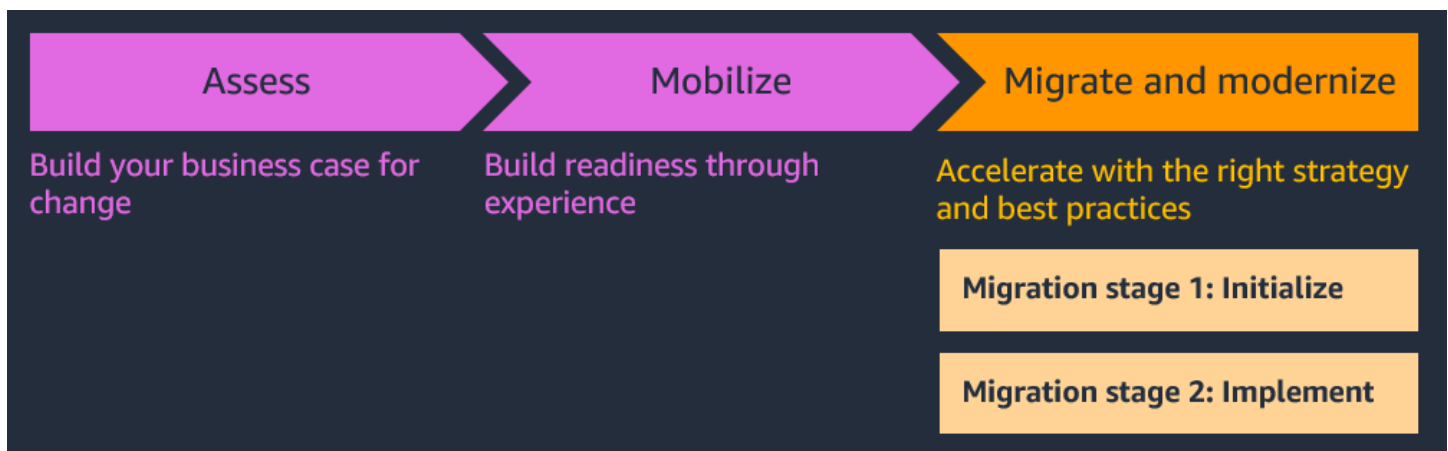 Assess
Mobilize
Migrate and modernize
Build your business case for
change
Build readiness through
experience
Accelerate with the right strategy
and best practices
Migration stage 1: Initialize
Migration stage 2: Implement